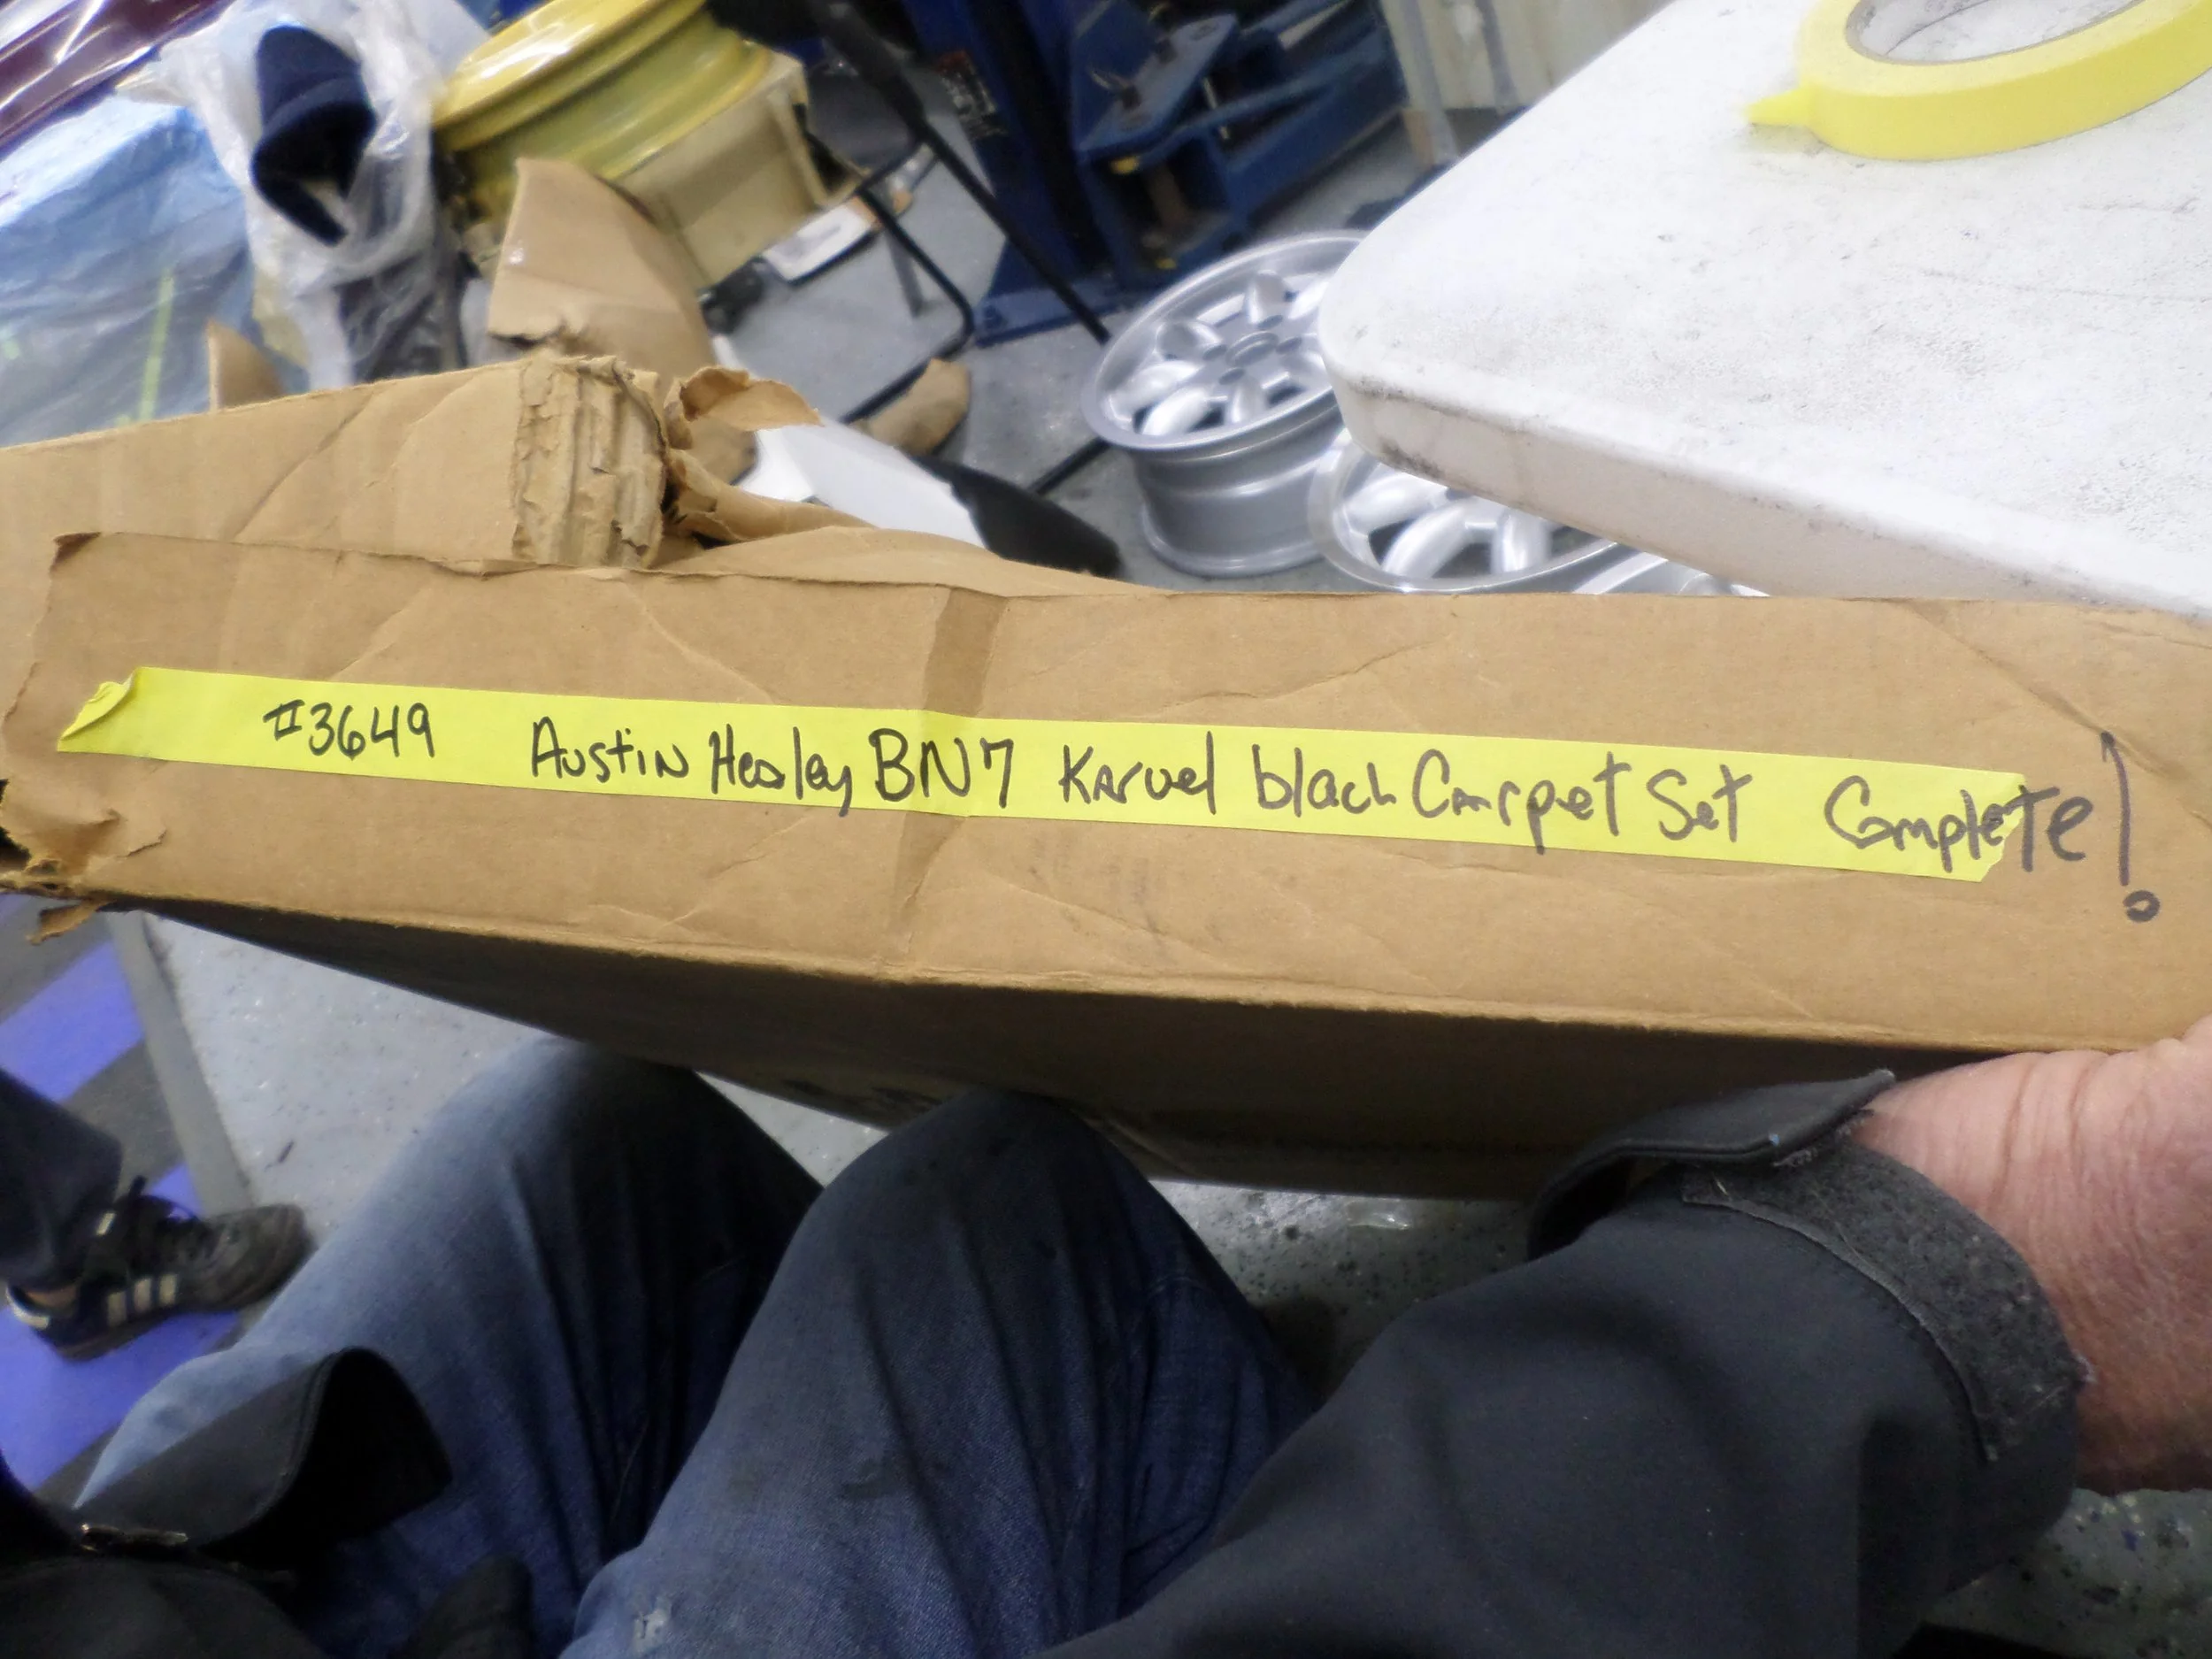 #3649 Austin Healey BN7 Karvel black Carpet Set Complete!